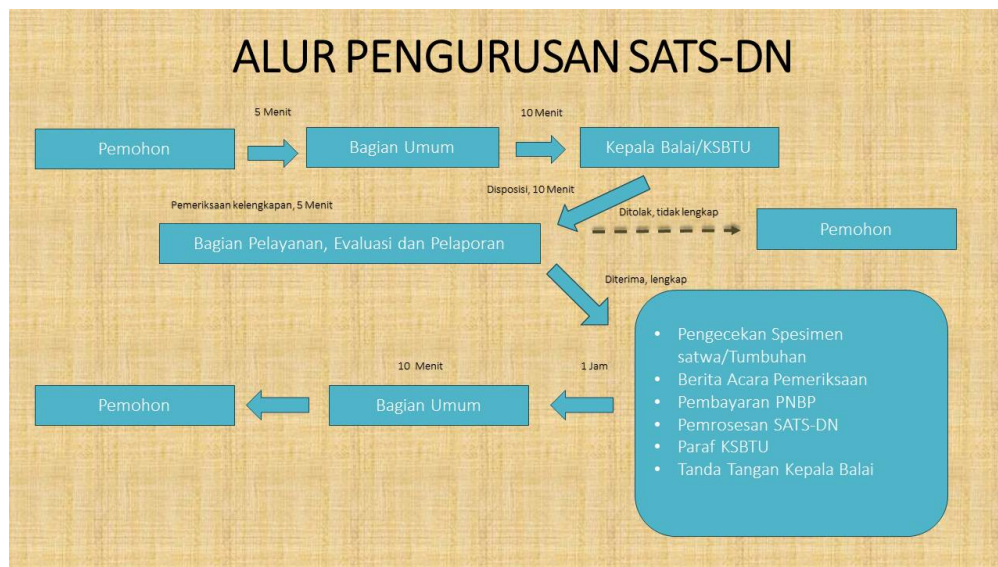 ALUR PENGURUSAN SATS-DN
5 Menit
10 Menit
Pemohon
Bagian Umum
Kepala Balai/KSBTU
Disposisi, 10 Menit
Pemeriksaan kelengkapan, 5 Menit
Ditolak, tidak lengkap
Bagian Pelayanan, Evaluasi dan Pelaporan
Pemohon
Diterima, lengkap
• Pengecekan Spesimen
satwa/Tumbuhan
• Berita Acara Pemeriksaan
• Pembayaran PNBP
• Pemrosesan SATS-DN
• Paraf KSBTU
• Tanda Tangan Kepala Balai
1 Jam
10 Menit
Bagian Umum
Pemohon